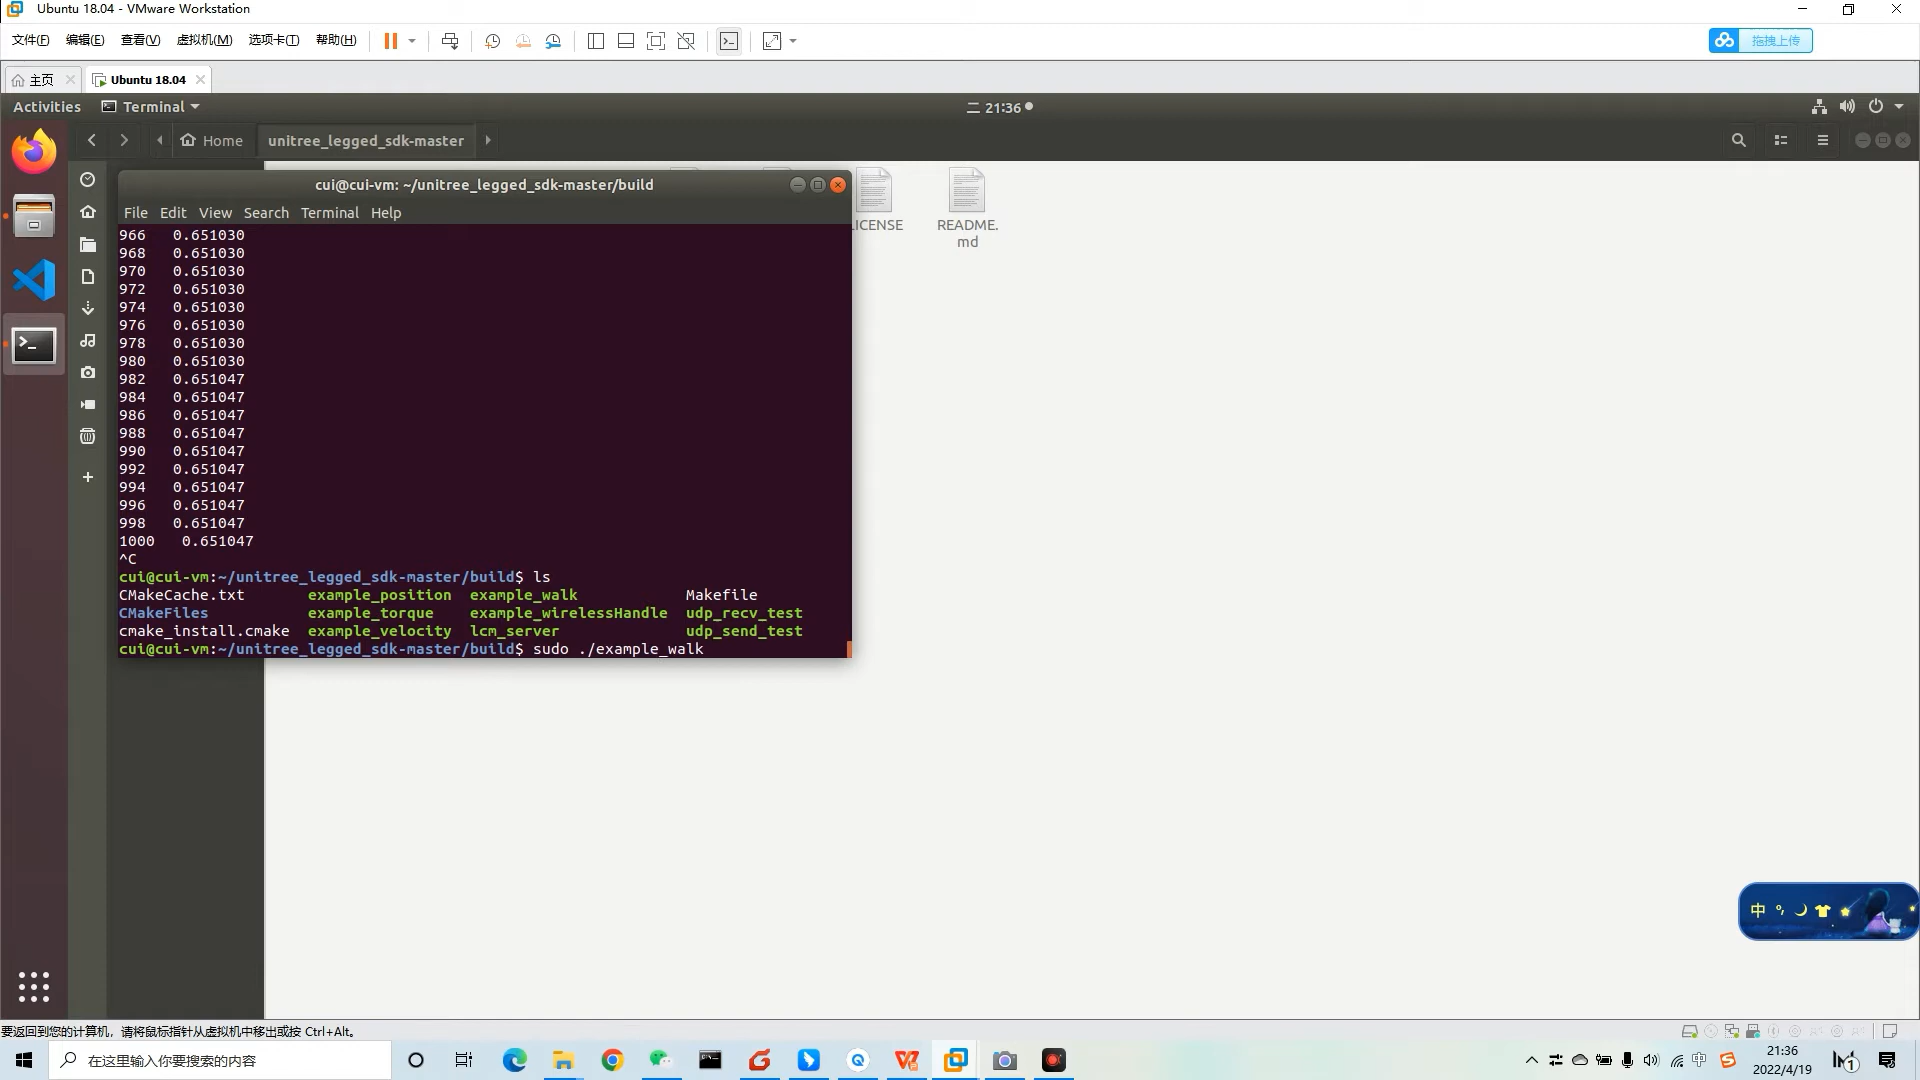 Ubuntu 18.04 - VMware Workstation
文件(F) 编辑(E) 查看(V) 虚拟机(M) 选项卡(T) 帮助(H)
拖拽上传
主页 Ubuntu 18.04
Activities Terminal 二 21:36
Home unitree_legged_sdk-master
cui@cui-vm: ~/unitree_legged_sdk-master/build
File Edit View Search Terminal Help
ICENSE
README.
md
966 0.651030
968 0.651030
970 0.651030
972 0.651030
974 0.651030
976 0.651030
978 0.651030
980 0.651030
982 0.651047
984 0.651047
986 0.651047
988 0.651047
990 0.651047
992 0.651047
994 0.651047
996 0.651047
998 0.651047
1000 0.651047
^C
cui@cui-vm:~/unitree_legged_sdk-master/build$ ls
CMakeCache.txt example_position example_walk Makefile
CMakeFiles example_torque example_wirelessHandle udp_recv_test
cmake_install.cmake example_velocity lcm_server udp_send_test
cui@cui-vm:~/unitree_legged_sdk-master/build$ sudo ./example_walk
中
要返回到您的计算机，请将鼠标指针从虚拟机中移出或按 Ctrl+Alt。
在这里输入你要搜索的内容
中
21:36
2022/4/19
1